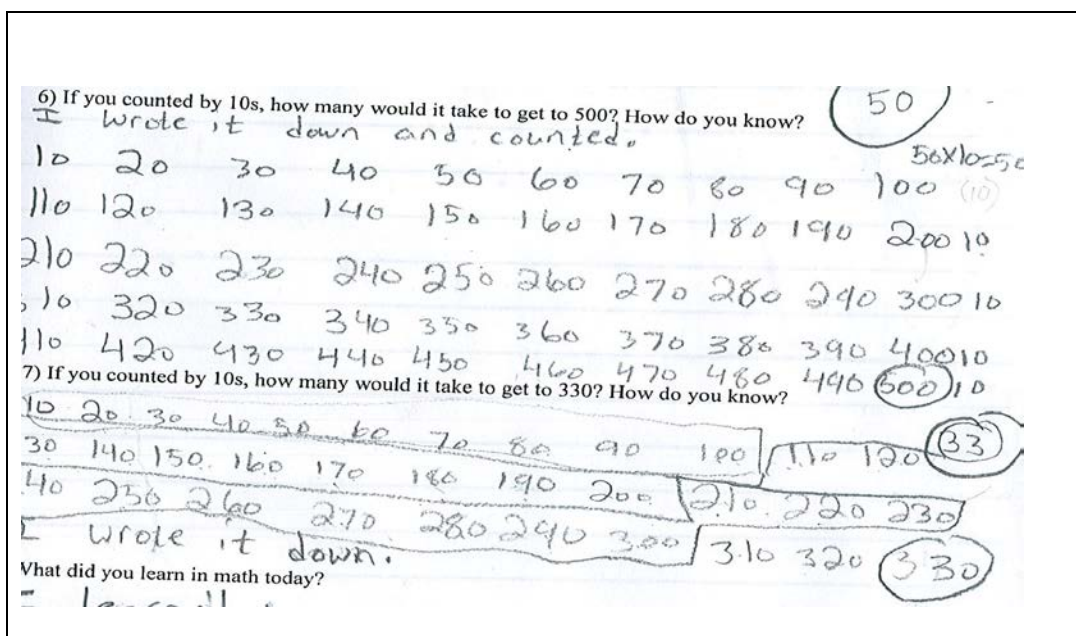 6) If you counted by 10s, how many would it take to get to 500? How do you know?
50
I wrote it down and counted.
50x10=50
10 20 30 40 50 60 70 80 90 100 (10)
110 120 130 140 150 160 170 180 190 200 10
210 220 230 240 250 260 270 280 290 300 10
10 320 330 340 350 360 370 380 390 400 10
110 420 430 440 450 460 470 480 490 500 10
7) If you counted by 10s, how many would it take to get to 330? How do you know?
10 20 30 40 50 60 70 80 90 100 110 120 33
30 140 150 160 170 180 190 200 210 220 230
40 250 260 270 280 290 300 310 320 330
I wrote it down.
What did you learn in math today?
I